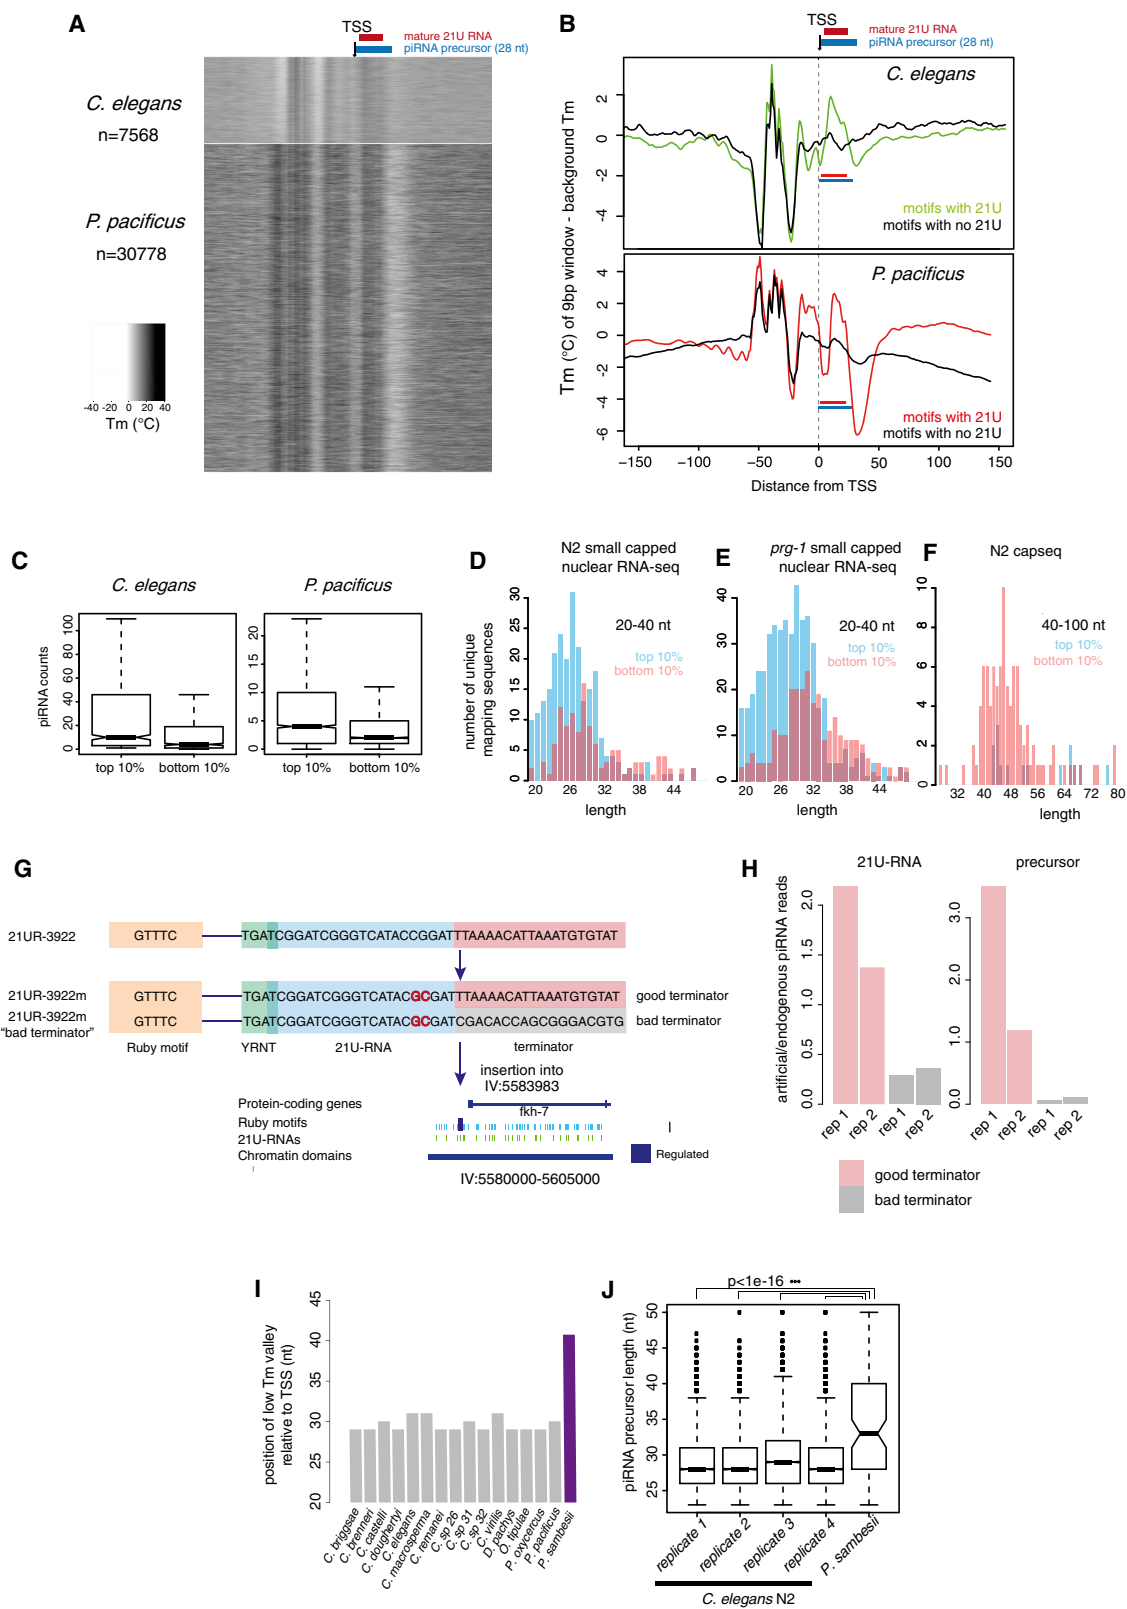 A
TSS
mature 21U RNA
piRNA precursor (28 nt)
C. elegans
n=7568
P. pacificus
n=30778
-40 -20 0 20 40
Tm (°C)
B
TSS
mature 21U RNA
piRNA precursor (28 nt)
Tm (°C) of 9bp window - background Tm
C. elegans
2
0
-2
-4
motifs with 21U
motifs with no 21U
P. pacificus
4
2
0
-2
-4
-6
motifs with 21U
motifs with no 21U
−150 −100 −50 0 50 100 150
Distance from TSS
C
C. elegans
P. pacificus
piRNA counts
0 20 40 60 80 100
0 5 10 15 20
top 10% bottom 10%
top 10% bottom 10%
D
N2 small capped
nuclear RNA-seq
number of unique
mapping sequences
0 5 10 15 20 25 30
20-40 nt
top 10%
bottom 10%
20 26 32 38 44
length
E
prg-1 small capped
nuclear RNA-seq
0 10 20 30 40
20-40 nt
top 10%
bottom 10%
20 26 32 38 44
length
F
N2 capseq
0 2 4 6 8 10
40-100 nt
top 10%
bottom 10%
32 40 48 56 64 72 80
length
G
21UR-3922
GTTTC
TGATCGGATCGGGTCATACCGGATTTAAAACATTAAATGTGTAT
21UR-3922m
GTTTC
TGATCGGATCGGGTCATACGCGATTTAAAACATTAAATGTGTAT
good terminator
21UR-3922m
"bad terminator"
GTTTC
TGATCGGATCGGGTCATACGCGATCGACACCAGCGGGACGTG
bad terminator
Ruby motif
YRNT
21U-RNA
terminator
insertion into
IV:5583983
Protein-coding genes
fkh-7
Ruby motifs
21U-RNAs
Chromatin domains
Regulated
IV:5580000-5605000
H
21U-RNA
precursor
artificial/endogenous piRNA reads
0.0 0.5 1.0 1.5 2.0
0.0 1.0 2.0 3.0
rep 1 rep 2 rep 1 rep 2
rep 1 rep 2 rep 1 rep 2
good terminator
bad terminator
I
position of low Tm valley
relative to TSS (nt)
20 25 30 35 40 45
C. briggsae
C. brenneri
C. castelli
C. doughertyi
C. elegans
C. macrosperma
C. remanei
C. sp 26
C. sp 31
C. sp 32
C. virilis
D. pachys
O. tipulae
P. oxycercus
P. pacificus
P. sambesii
J
p<1e-16 •••
piRNA precursor length (nt)
25 30 35 40 45 50
replicate 1
replicate 2
replicate 3
replicate 4
P. sambesii
C. elegans N2